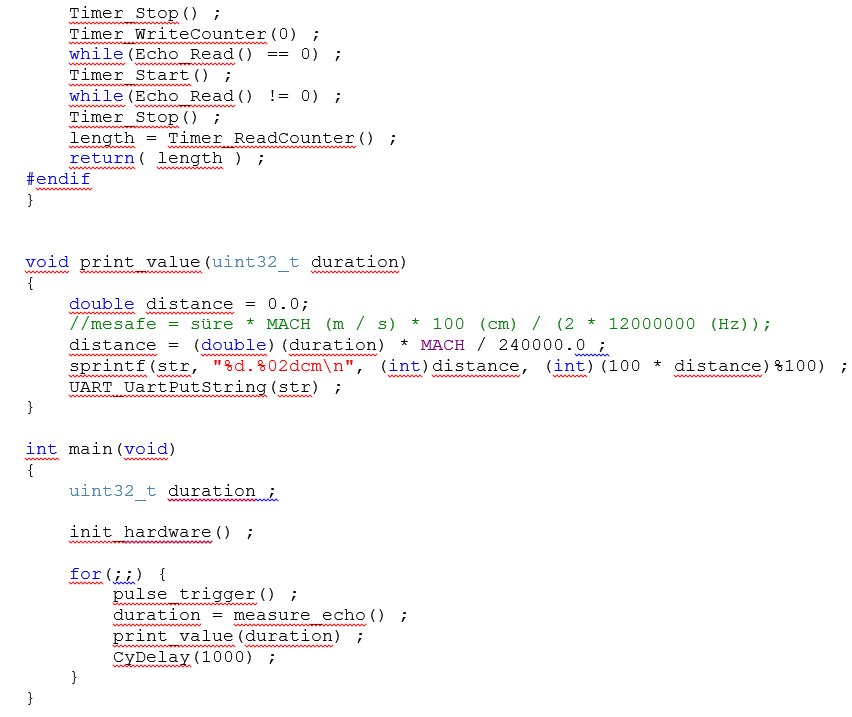 Timer_Stop() ;
Timer_WriteCounter(0) ;
while(Echo_Read() == 0) ;
Timer_Start() ;
while(Echo_Read() != 0) ;
Timer_Stop() ;
length = Timer_ReadCounter() ;
return( length ) ;
#endif
}
void print_value(uint32_t duration)
{
double distance = 0.0;
//mesafe = süre * MACH (m / s) * 100 (cm) / (2 * 12000000 (Hz));
distance = (double)(duration) * MACH / 240000.0 ;
sprintf(str, "%d.%02dcm\n", (int)distance, (int)(100 * distance)%100) ;
UART_UartPutString(str) ;
}
int main(void)
{
uint32_t duration ;
init_hardware() ;
for(;;) {
pulse_trigger() ;
duration = measure_echo() ;
print_value(duration) ;
CyDelay(1000) ;
}
}